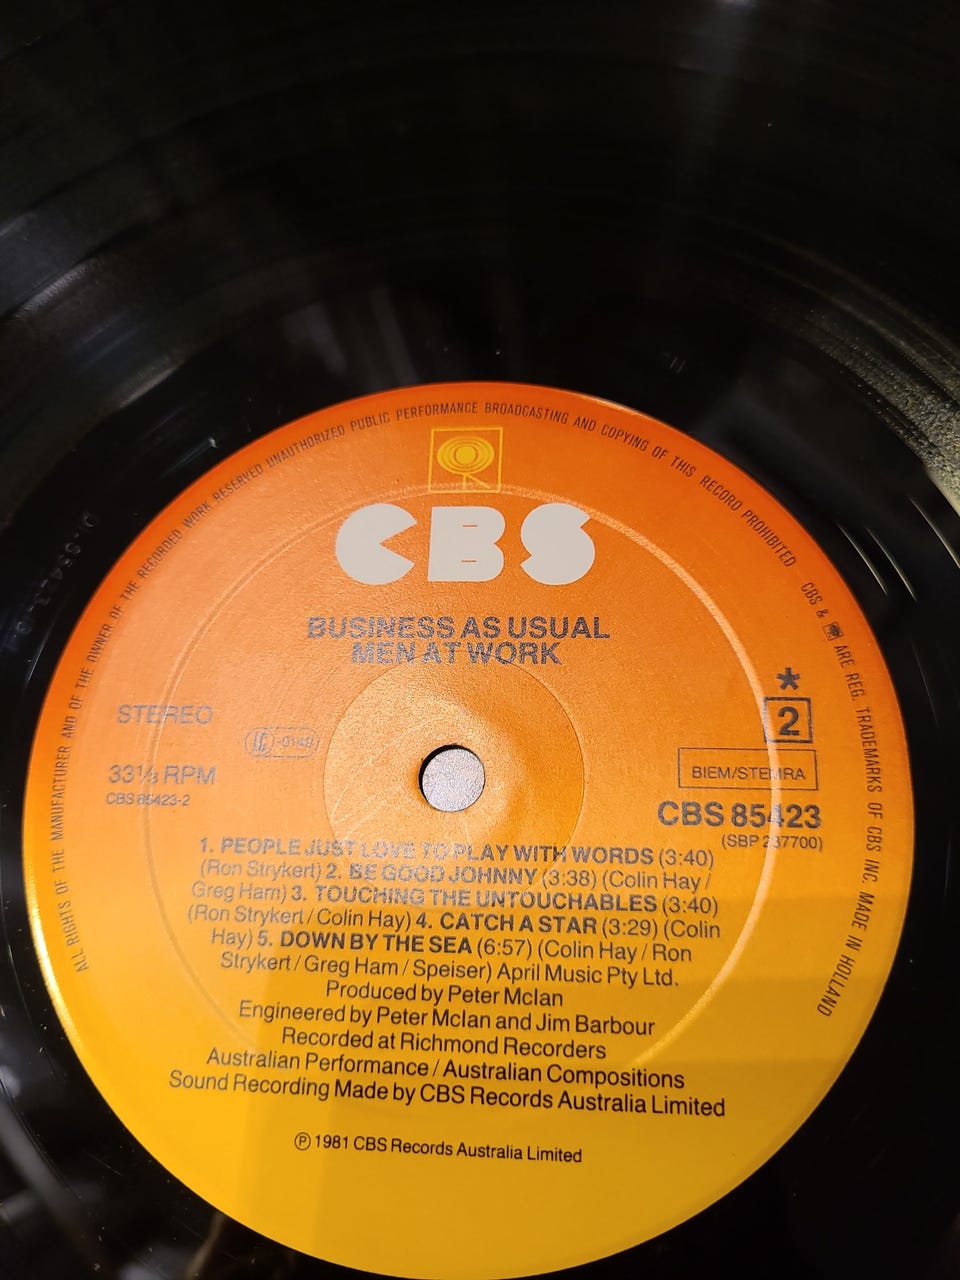 ALL RIGHTS OF THE MANUFACTURER AND OF THE OWNER OF THE RECORDED WORK RESERVED UNAUTHORIZED PUBLIC PERFORMANCE BROADCASTING AND COPYING OF THIS RECORD PROHIBITED CBS & ARE REG. TRADEMARKS OF CBS INC. MADE IN HOLLAND
CBS
BUSINESS AS USUAL
MEN AT WORK
STEREO
LC -0149
33⅓ RPM
CBS 85423-2
*
2
BIEM/STEMRA
CBS 85423
(SBP 237700)
1. PEOPLE JUST LOVE TO PLAY WITH WORDS (3:40)
(Ron Strykert) 2. BE GOOD JOHNNY (3:38) (Colin Hay /
Greg Ham) 3. TOUCHING THE UNTOUCHABLES (3:40)
(Ron Strykert / Colin Hay) 4. CATCH A STAR (3:29) (Colin
Hay) 5. DOWN BY THE SEA (6:57) (Colin Hay / Ron
Strykert / Greg Ham / Speiser) April Music Pty Ltd.
Produced by Peter McIan
Engineered by Peter McIan and Jim Barbour
Recorded at Richmond Recorders
Australian Performance / Australian Compositions
Sound Recording Made by CBS Records Australia Limited
℗ 1981 CBS Records Australia Limited